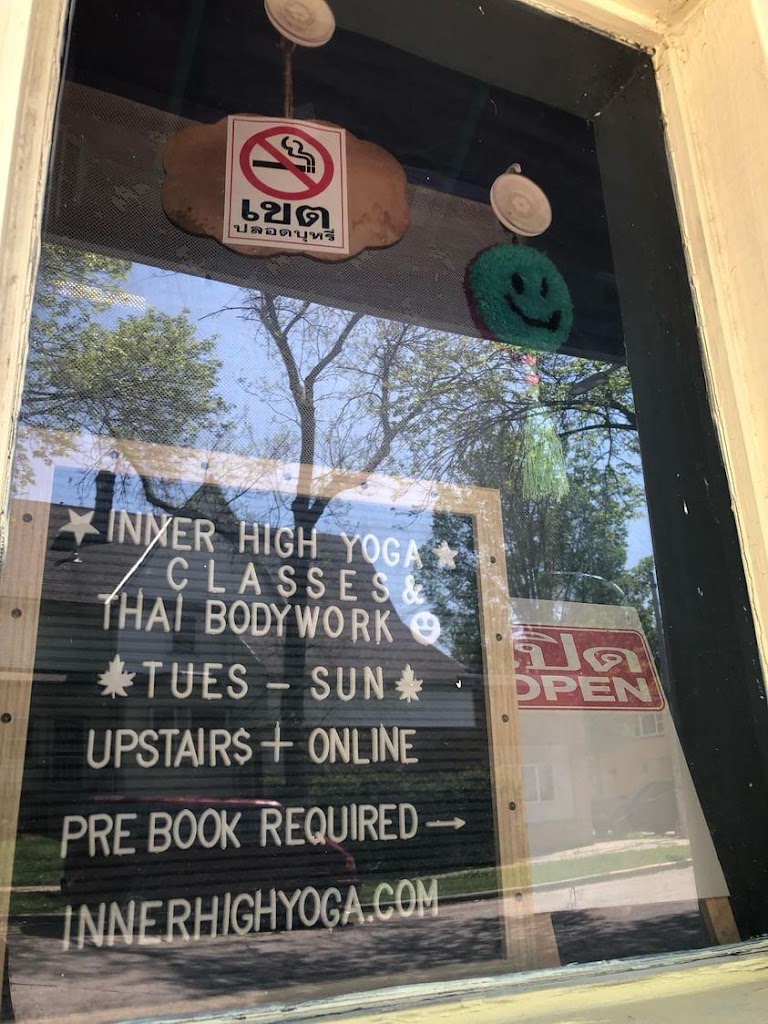 เขต
ปลอดบุหรี่
INNER HIGH YOGA
CLASSES &
THAI BODYWORK
TUES – SUN
UPSTAIR$ + ONLINE
PRE BOOK REQUIRED →
INNERHIGHYOGA.COM
เปิด
OPEN